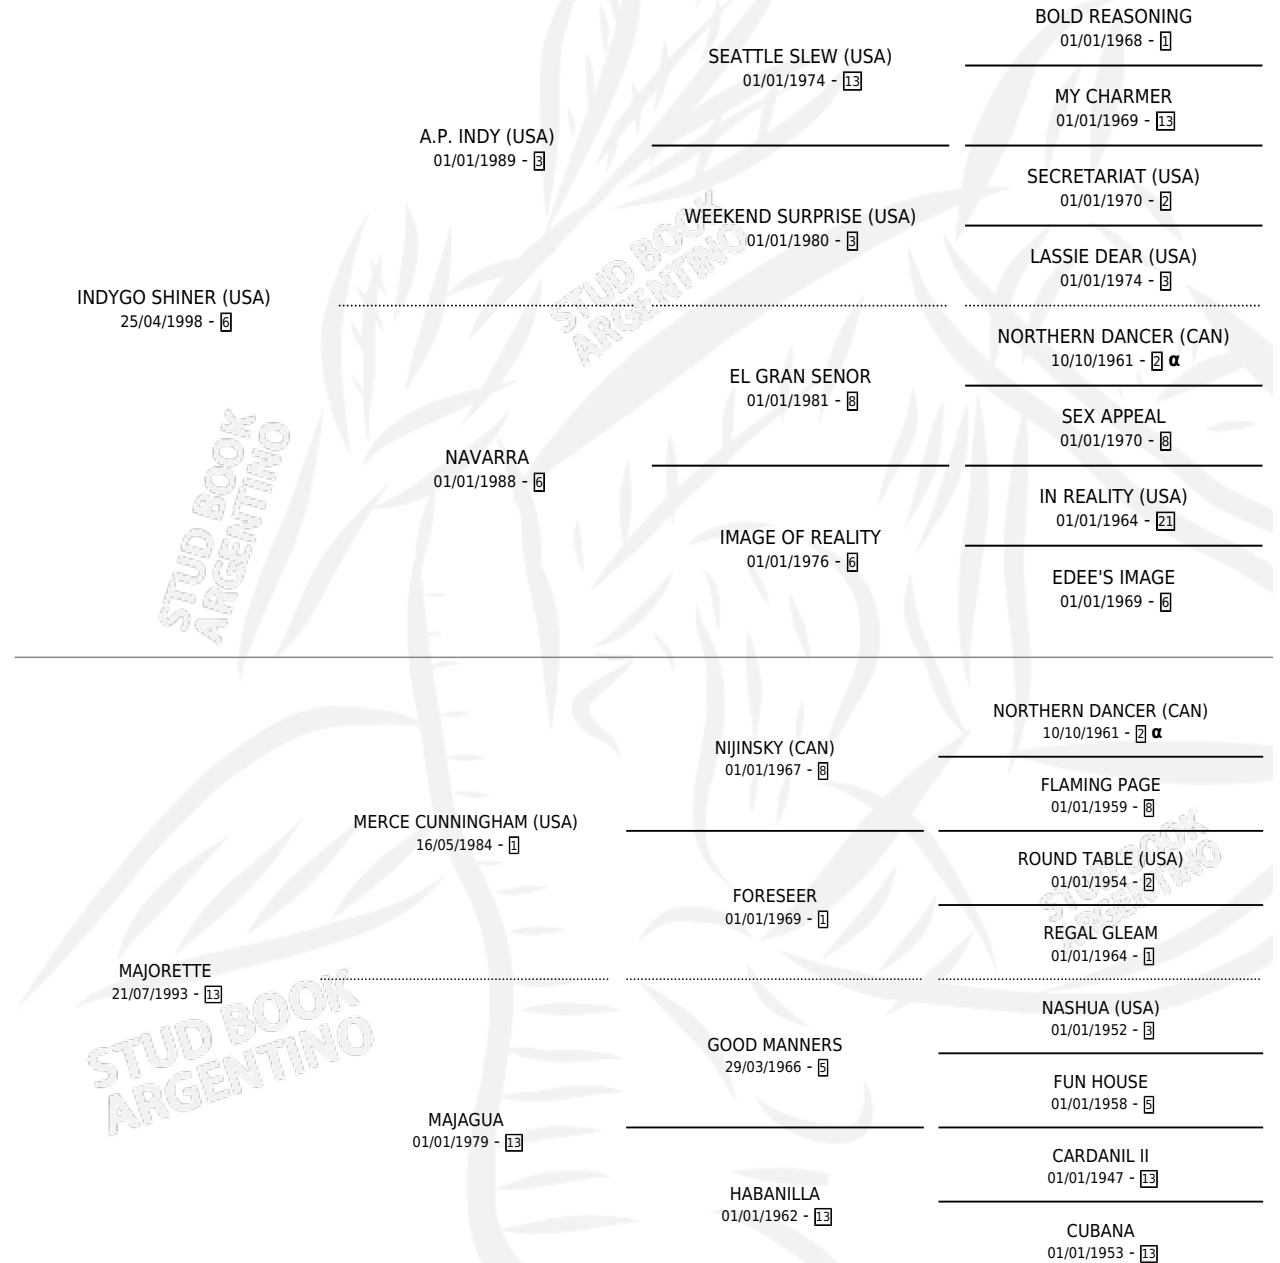 BOLD REASONING
01/01/1968 - 1
SEATTLE SLEW (USA)
01/01/1974 - 13
MY CHARMER
01/01/1969 - 13
A.P. INDY (USA)
01/01/1989 - 3
SECRETARIAT (USA)
01/01/1970 - 2
WEEKEND SURPRISE (USA)
01/01/1980 - 3
LASSIE DEAR (USA)
01/01/1974 - 3
INDYGO SHINER (USA)
25/04/1998 - 6
NORTHERN DANCER (CAN)
10/10/1961 - 2 α
EL GRAN SENOR
01/01/1981 - 8
SEX APPEAL
01/01/1970 - 8
NAVARRA
01/01/1988 - 6
IN REALITY (USA)
01/01/1964 - 21
IMAGE OF REALITY
01/01/1976 - 6
EDEE'S IMAGE
01/01/1969 - 6
STUD BOOK
ARGENTINO
STUD BOOK
ARGENTINO
NORTHERN DANCER (CAN)
10/10/1961 - 2 α
NIJINSKY (CAN)
01/01/1967 - 8
FLAMING PAGE
01/01/1959 - 8
MERCE CUNNINGHAM (USA)
16/05/1984 - 1
ROUND TABLE (USA)
01/01/1954 - 2
FORESEER
01/01/1969 - 1
REGAL GLEAM
01/01/1964 - 1
MAJORETTE
21/07/1993 - 13
NASHUA (USA)
01/01/1952 - 3
GOOD MANNERS
29/03/1966 - 5
FUN HOUSE
01/01/1958 - 5
MAJAGUA
01/01/1979 - 13
CARDANIL II
01/01/1947 - 13
HABANILLA
01/01/1962 - 13
CUBANA
01/01/1953 - 13
STUD BOOK
ARGENTINO
STUD BOOK
ARGENTINO